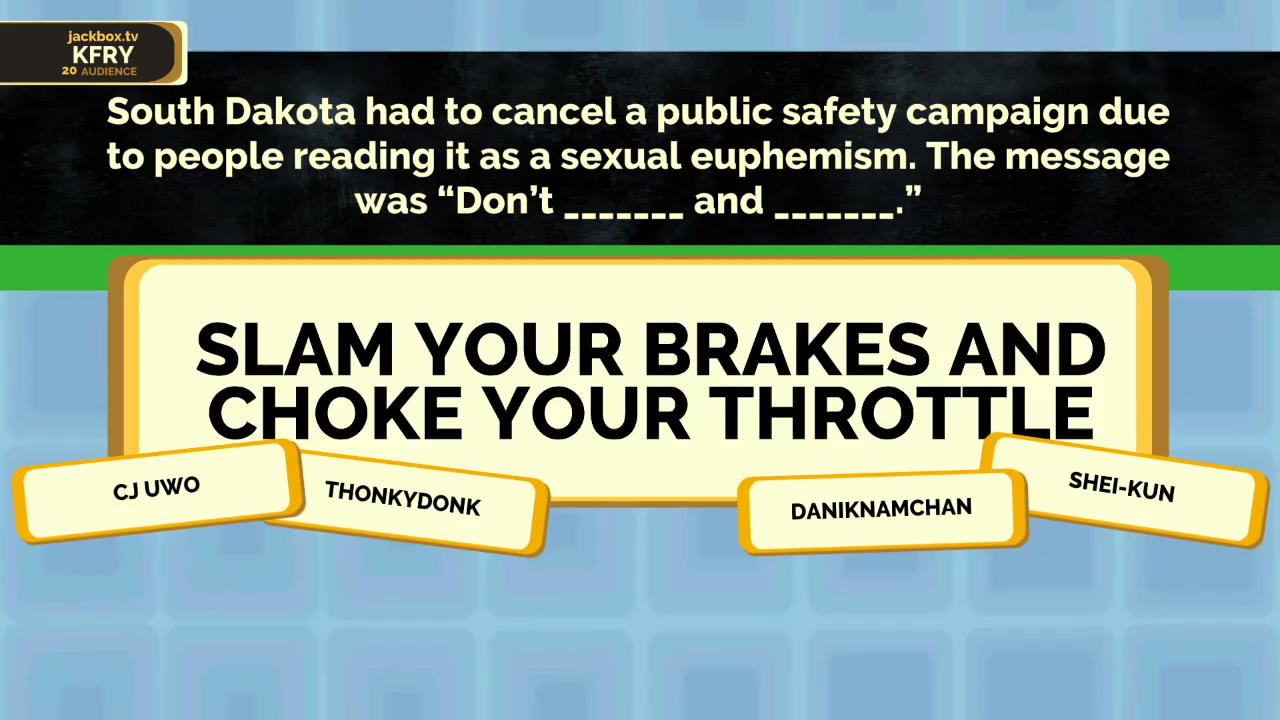 jackbox.tv
KFRY
20 AUDIENCE
South Dakota had to cancel a public safety campaign due
to people reading it as a sexual euphemism. The message
was “Don’t _______ and _______.”
SLAM YOUR BRAKES AND
CHOKE YOUR THROTTLE
CJ UWO
THONKYDONK
DANIKNAMCHAN
SHEI-KUN